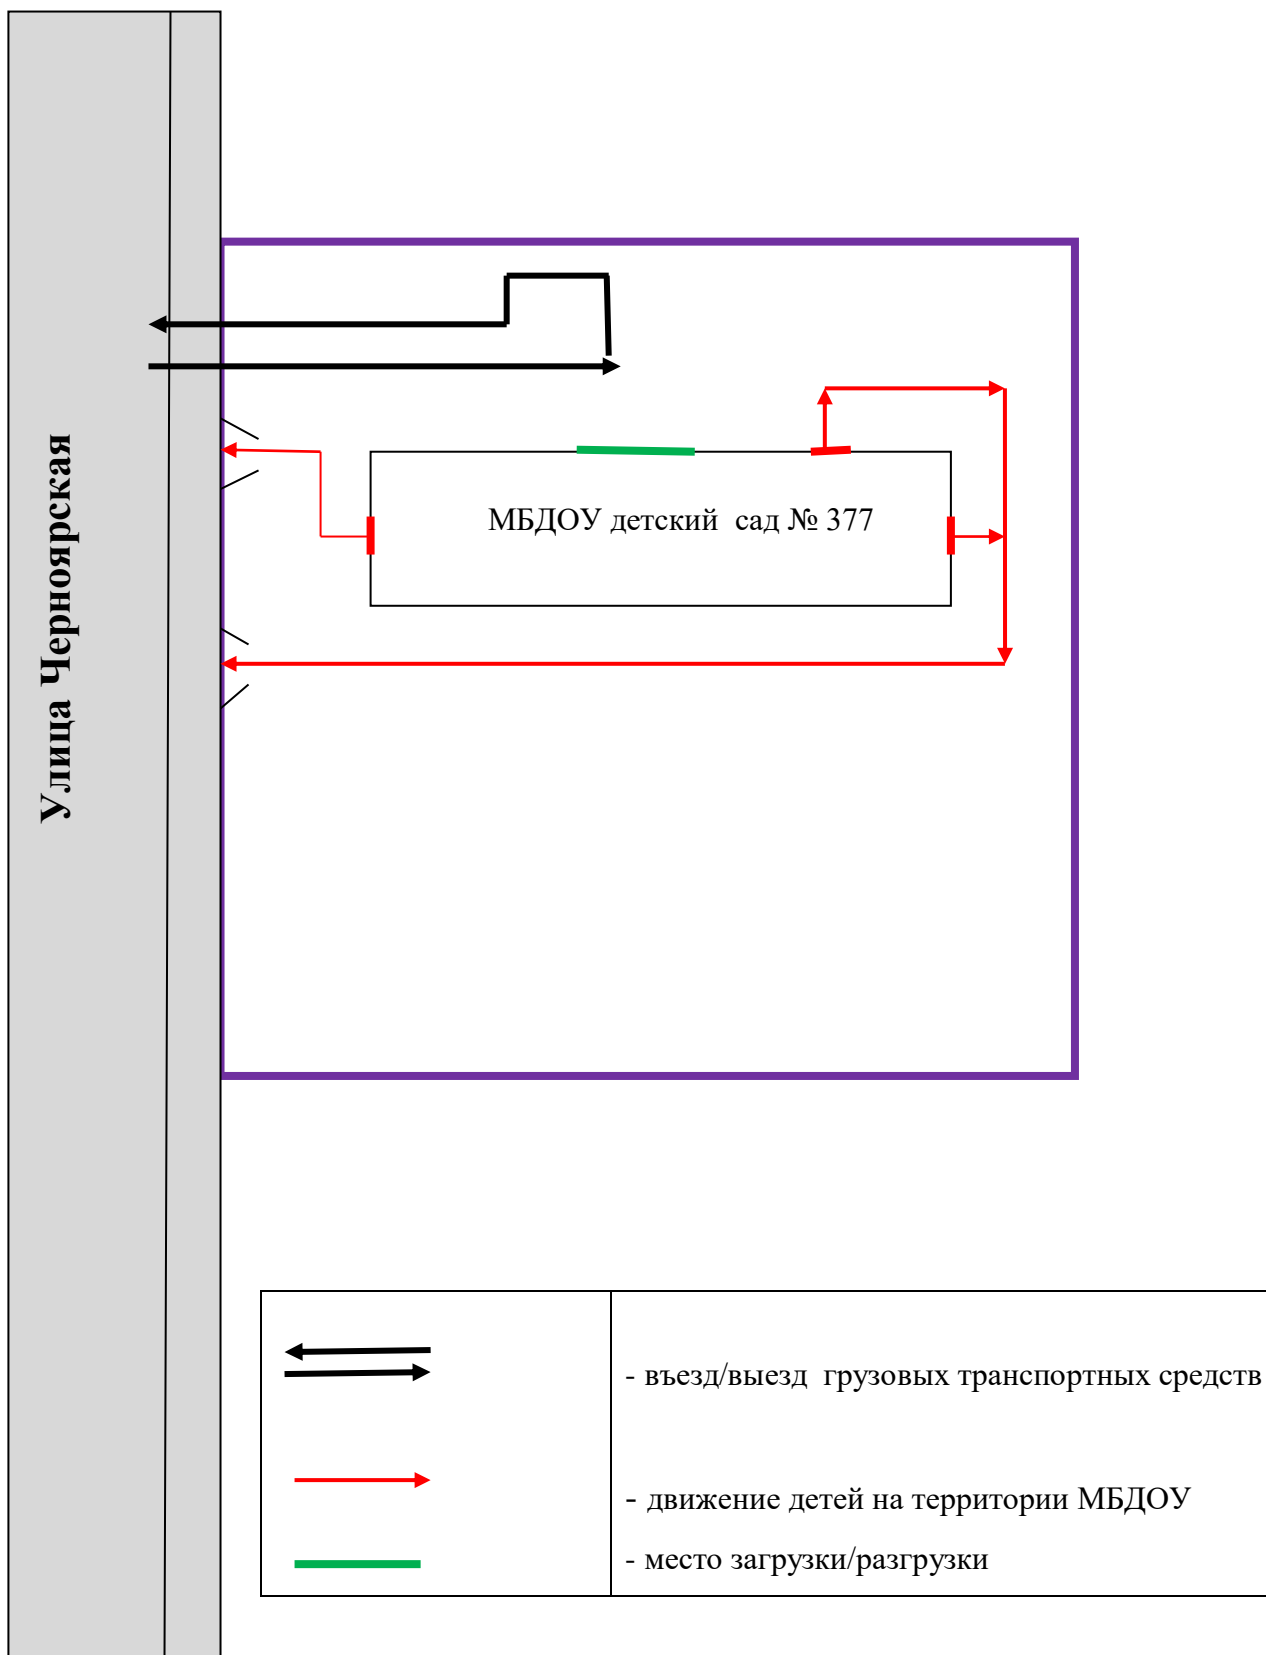 Улица Черноярская
МБДОУ детский сад № 377
- въезд/выезд грузовых транспортных средств
- движение детей на территории МБДОУ
- место загрузки/разгрузки